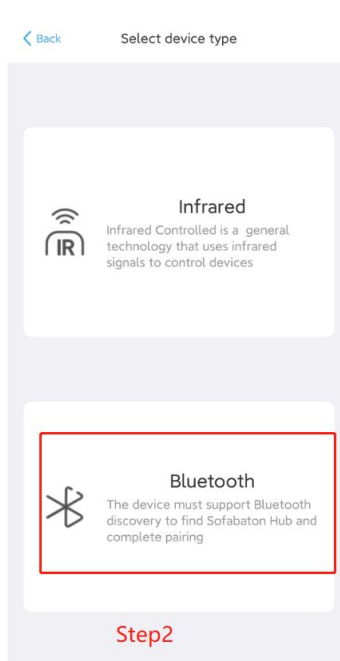 Back
Select device type
Infrared
Infrared Controlled is a general
technology that uses infrared
signals to control devices
IR
Bluetooth
The device must support Bluetooth
discovery to find Sofabaton Hub and
complete pairing
Step2